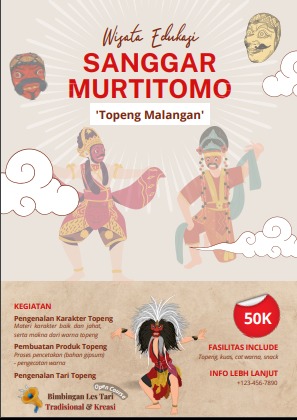 Wisata Edukasi
SANGGAR
MURTITOMO
'Topeng Malangan'
KEGIATAN
Pengenalan Karakter Topeng
Materi karakter baik dan jahat,
serta makna dari warna topeng
Pembuatan Produk Topeng
Proses pencetakan (bahan gipsum)
- pengecatan warna
Pengenalan Tari Topeng
Open Course
Bimbingan Les Tari
Tradisional & Kreasi
50K
FASILITAS INCLUDE
Topeng, kuas, cat warna, snack
INFO LEBH LANJUT
+123-456-7890